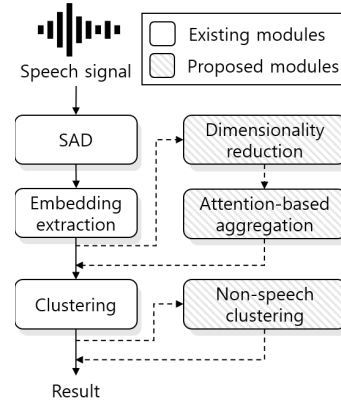 Existing modules
Proposed modules
Speech signal
SAD
Dimensionality
reduction
Embedding
extraction
Attention-based
aggregation
Clustering
Non-speech
clustering
Result